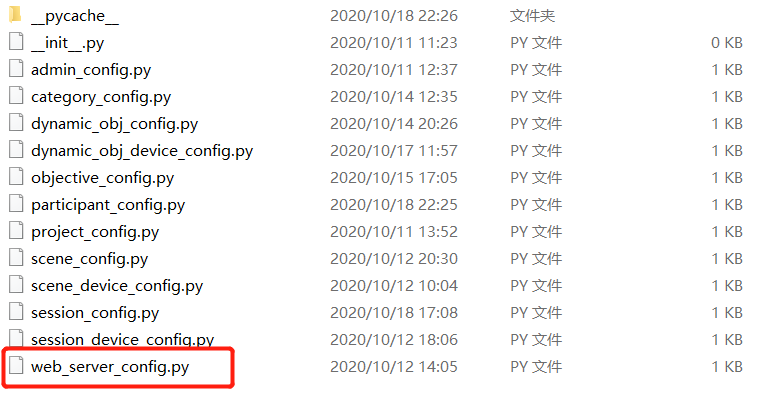 __pycache__ 2020/10/18 22:26 文件夹
__init__.py 2020/10/11 11:23 PY 文件 0 KB
admin_config.py 2020/10/11 12:37 PY 文件 1 KB
category_config.py 2020/10/14 12:35 PY 文件 1 KB
dynamic_obj_config.py 2020/10/14 20:26 PY 文件 1 KB
dynamic_obj_device_config.py 2020/10/17 11:57 PY 文件 1 KB
objective_config.py 2020/10/15 17:05 PY 文件 1 KB
participant_config.py 2020/10/18 22:25 PY 文件 1 KB
project_config.py 2020/10/11 13:52 PY 文件 1 KB
scene_config.py 2020/10/12 20:30 PY 文件 1 KB
scene_device_config.py 2020/10/12 10:04 PY 文件 1 KB
session_config.py 2020/10/18 17:08 PY 文件 1 KB
session_device_config.py 2020/10/12 18:06 PY 文件 1 KB
web_server_config.py 2020/10/12 14:05 PY 文件 1 KB